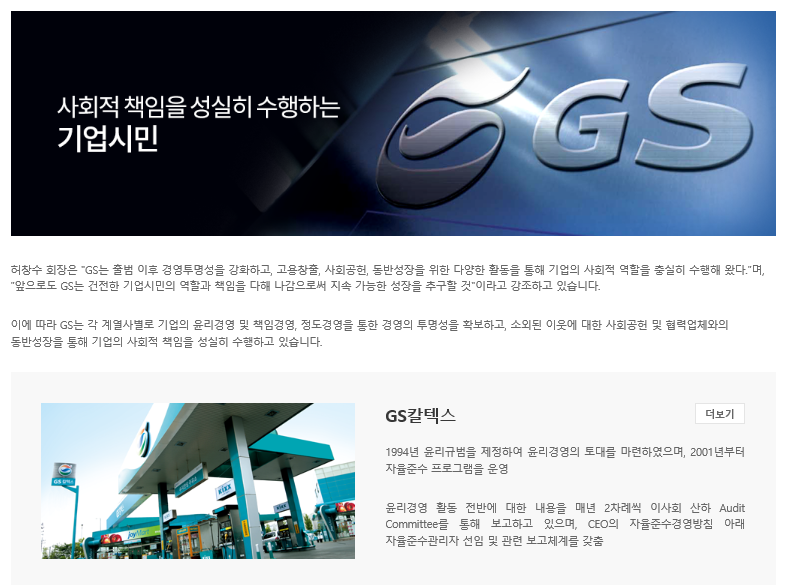 사회적 책임을 성실히 수행하는
기업시민
GS
허창수 회장은 "GS는 출범 이후 경영투명성을 강화하고, 고용창출, 사회공헌, 동반성장을 위한 다양한 활동을 통해 기업의 사회적 역할을 충실히 수행해 왔다."며,
"앞으로도 GS는 건전한 기업시민의 역할과 책임을 다해 나감으로써 지속 가능한 성장을 추구할 것"이라고 강조하고 있습니다.
이에 따라 GS는 각 계열사별로 기업의 윤리경영 및 책임경영, 정도경영을 통한 경영의 투명성을 확보하고, 소외된 이웃에 대한 사회공헌 및 협력업체와의
동반성장을 통해 기업의 사회적 책임을 성실히 수행하고 있습니다.
GS칼텍스
더보기
1994년 윤리규범을 제정하여 윤리경영의 토대를 마련하였으며, 2001년부터
자율준수 프로그램을 운영
윤리경영 활동 전반에 대한 내용을 매년 2차례씩 이사회 산하 Audit
Committee를 통해 보고하고 있으며, CEO의 자율준수경영방침 아래
자율준수관리자 선임 및 관련 보고체계를 갖춤
GS 칼텍스
KIXX
KIXX
joyMart